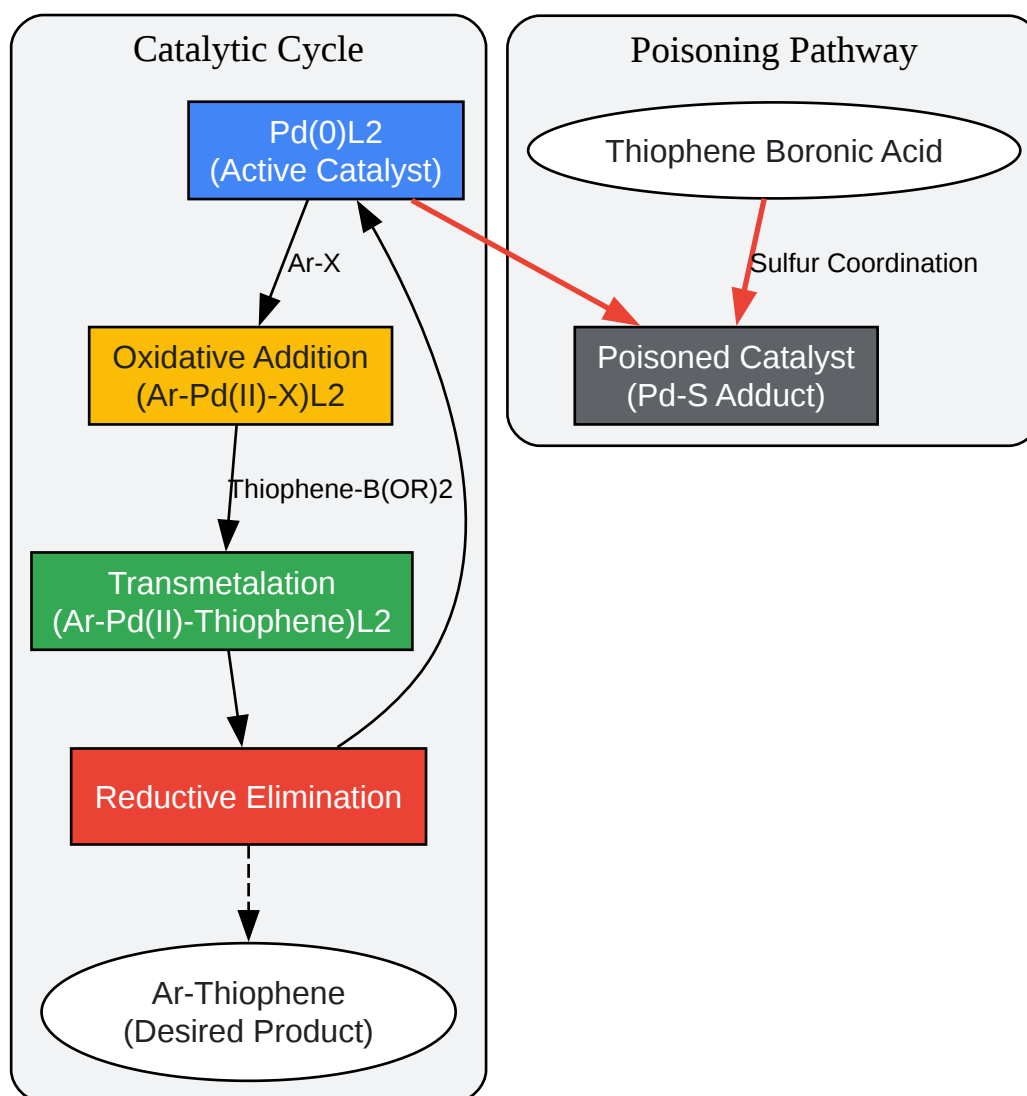 Catalytic Cycle
Pd(0)L2
(Active Catalyst)
Ar-X
Oxidative Addition
(Ar-Pd(II)-X)L2
Thiophene-B(OR)2
Transmetalation
(Ar-Pd(II)-Thiophene)L2
Reductive Elimination
Ar-Thiophene
(Desired Product)
Poisoning Pathway
Thiophene Boronic Acid
Sulfur Coordination
Poisoned Catalyst
(Pd-S Adduct)